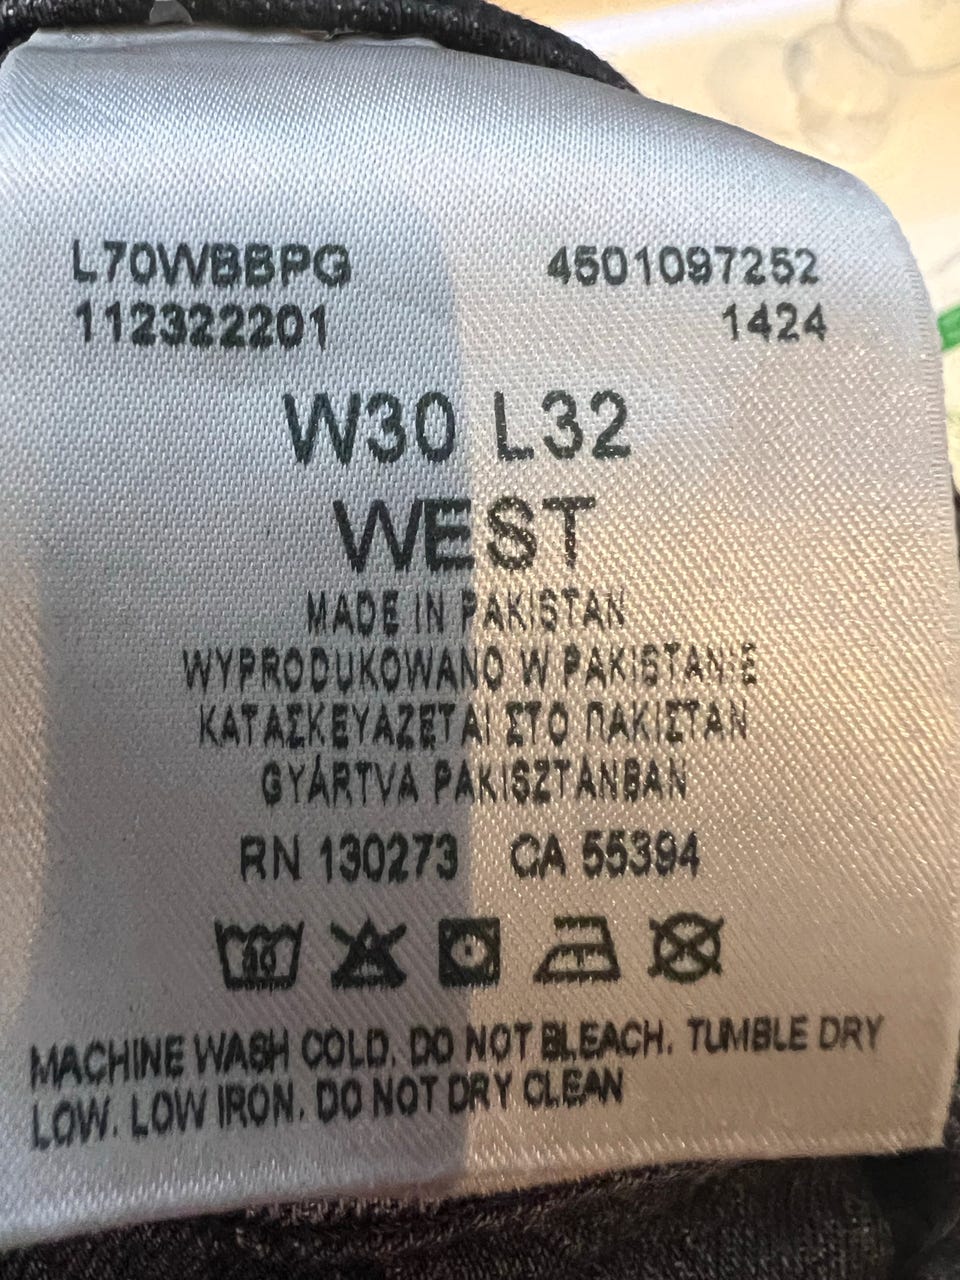 L70WBBPG 4501097252
112322201 1424
W30 L32
WEST
MADE IN PAKISTAN
WYPRODUKOWANO W PAKISTANIE
ΚΑΤΑΣΚΕΥΑΖΕΤΑΙ ΣΤΟ ΠΑΚΙΣΤΑΝ
GYÁRTVA PAKISZTÁNBAN
RN 130273 CA 55394
MACHINE WASH COLD. DO NOT BLEACH. TUMBLE DRY
LOW. LOW IRON. DO NOT DRY CLEAN